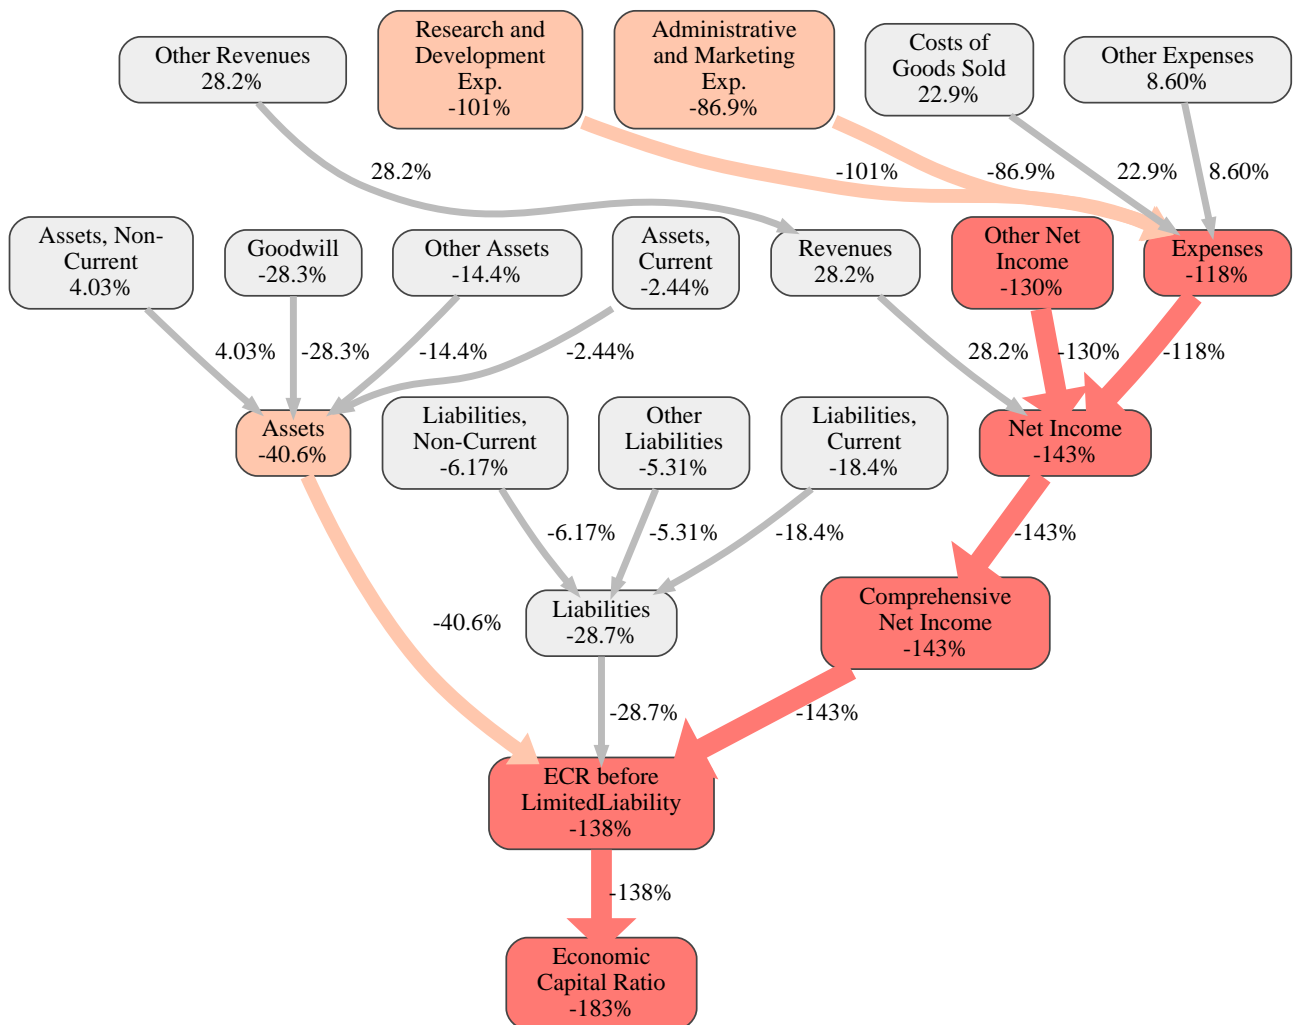 Other Revenues
28.2%
Research and
Development
Exp.
-101%
Administrative
and Marketing
Exp.
-86.9%
Costs of
Goods Sold
22.9%
Other Expenses
8.60%
28.2%
-101%
-86.9%
22.9%
8.60%
Assets, Non-
Current
4.03%
Goodwill
-28.3%
Other Assets
-14.4%
Assets,
Current
-2.44%
Revenues
28.2%
Other Net
Income
-130%
Expenses
-118%
4.03%
-28.3%
-14.4%
-2.44%
28.2%
-130%
-118%
Assets
-40.6%
Liabilities,
Non-Current
-6.17%
Other
Liabilities
-5.31%
Liabilities,
Current
-18.4%
Net Income
-143%
-6.17%
-5.31%
-18.4%
-143%
-40.6%
Liabilities
-28.7%
Comprehensive
Net Income
-143%
-28.7%
-143%
ECR before
LimitedLiability
-138%
-138%
Economic
Capital Ratio
-183%